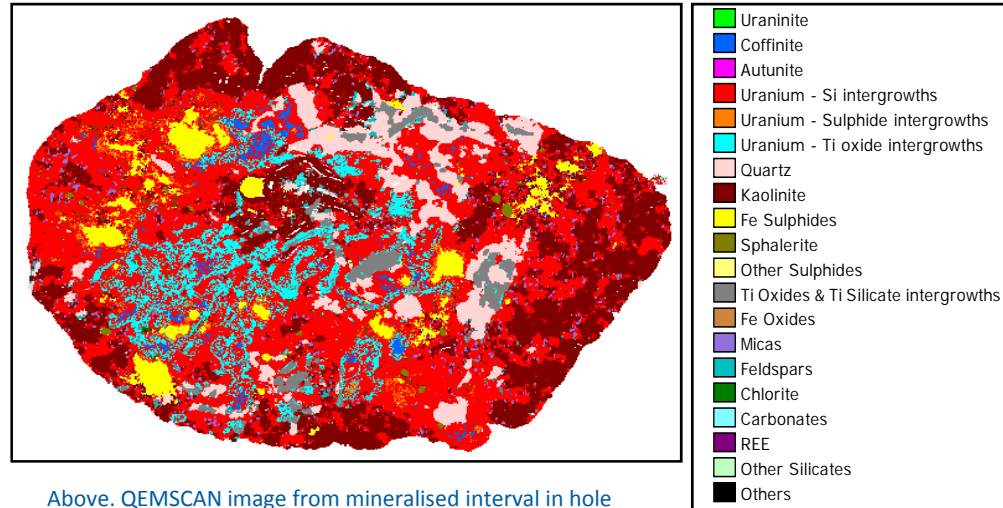 Uraninite
Coffinite
Autunite
Uranium - Si intergrowths
Uranium - Sulphide intergrowths
Uranium - Ti oxide intergrowths
Quartz
Kaolinite
Fe Sulphides
Sphalerite
Other Sulphides
Ti Oxides & Ti Silicate intergrowths
Fe Oxides
Micas
Feldspars
Chlorite
Carbonates
REE
Other Silicates
Others
Above. QEMSCAN image from mineralised interval in hole